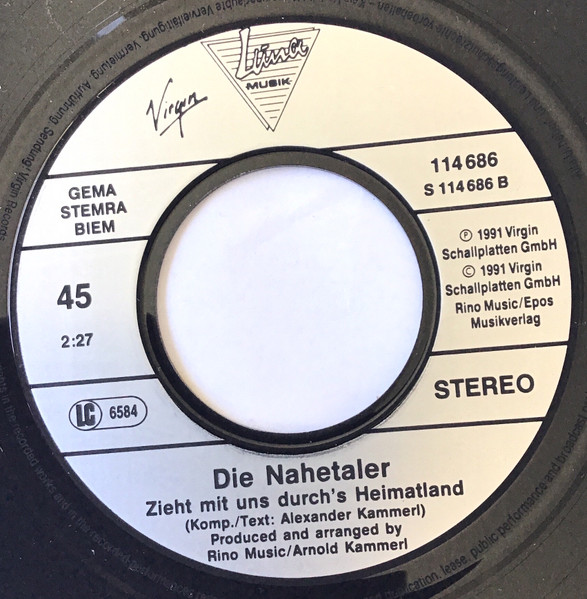 Luna
MUSIK
Virgin
114 686
S 114 686 B
GEMA
STEMRA
BIEM
Ⓟ 1991 Virgin
Schallplatten GmbH
© 1991 Virgin
Schallplatten GmbH
Rino Music/Epos
Musikverlag
45
2:27
LC 6584
STEREO
Die Nahetaler
Zieht mit uns durch's Heimatland
(Komp./Text: Alexander Kammerl)
Produced and arranged by
Rino Music/Arnold Kammerl